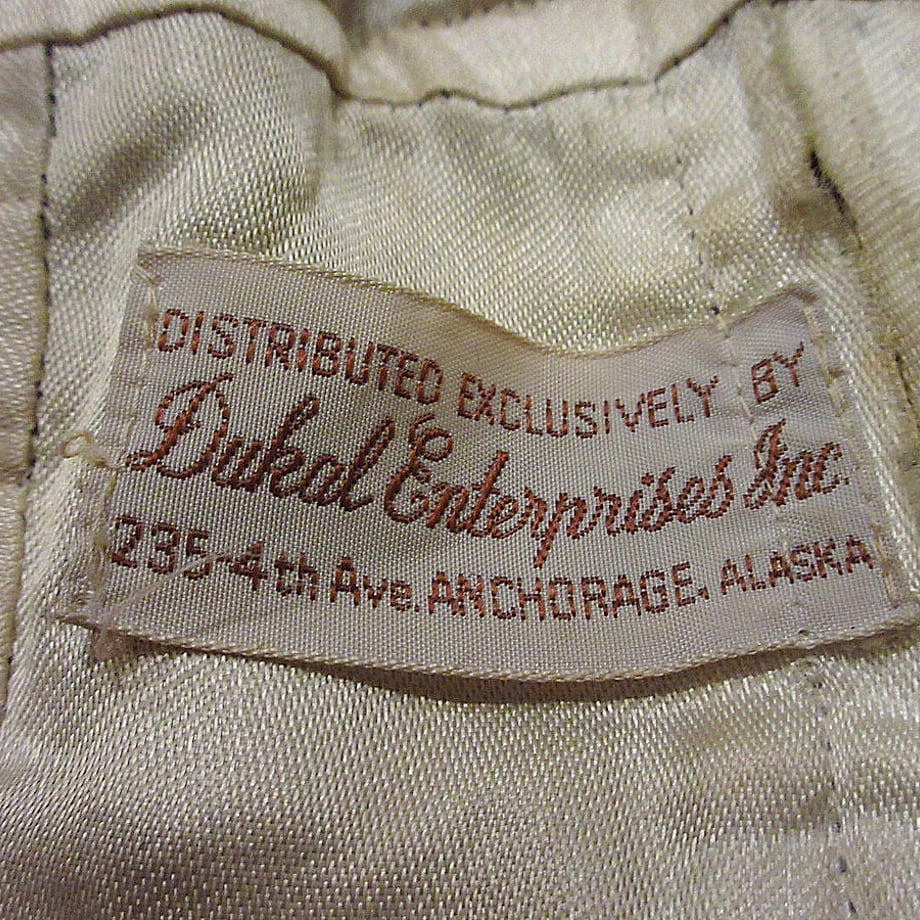 DISTRIBUTED EXCLUSIVELY BY
Dukal Enterprises Inc.
235-4th Ave. ANCHORAGE, ALASKA